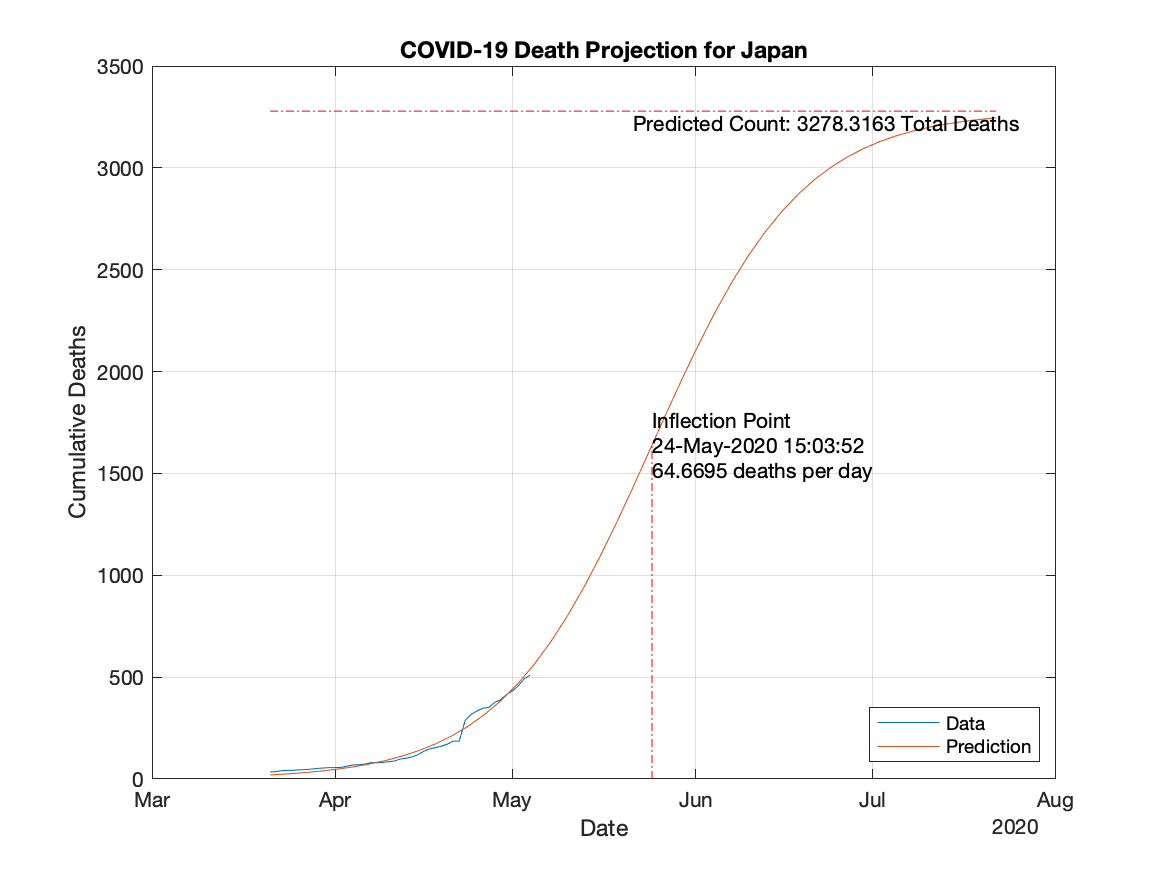 COVID-19 Death Projection for Japan
3500
Predicted Count: 3278.3163 Total Deaths
3000
2500
2000
Inflection Point
24-May-2020 15:03:52
64.6695 deaths per day
1500
1000
500
0
Cumulative Deaths
Data
Prediction
Mar Apr May Jun Jul Aug
Date
2020